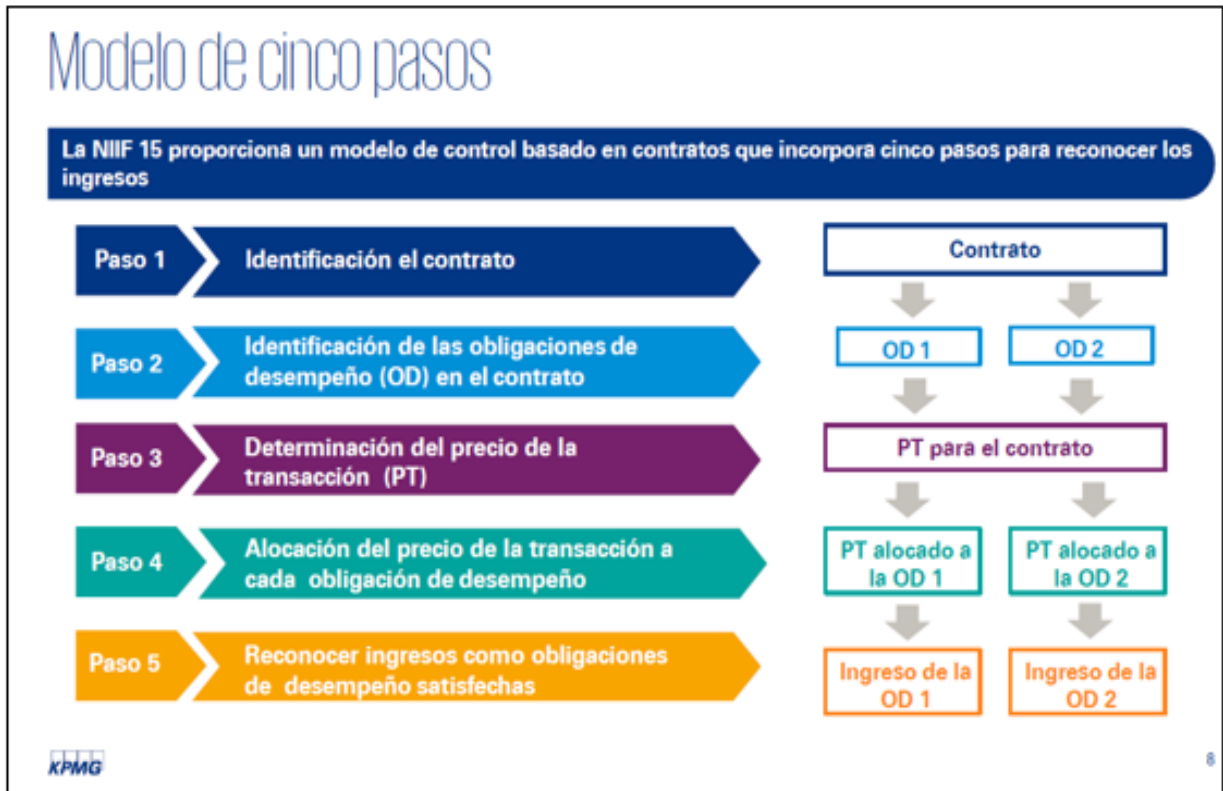 Modelo de cinco pasos
La NIIF 15 proporciona un modelo de control basado en contratos que incorpora cinco pasos para reconocer los
ingresos
Paso 1
Identificación el contrato
Contrato
Paso 2
Identificación de las obligaciones de
desempeño (OD) en el contrato
OD 1
OD 2
Paso 3
Determinación del precio de la
transacción (PT)
PT para el contrato
Paso 4
Alocación del precio de la transacción a
cada obligación de desempeño
PT alocado a
la OD 1
PT alocado a
la OD 2
Paso 5
Reconocer ingresos como obligaciones
de desempeño satisfechas
Ingreso de la
OD 1
Ingreso de la
OD 2
KPMG
8